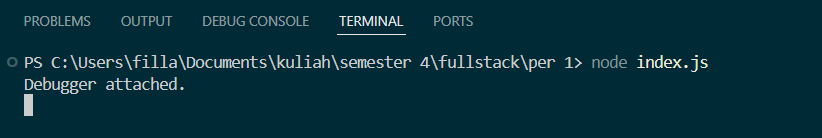 PROBLEMS OUTPUT DEBUG CONSOLE TERMINAL PORTS
PS C:\Users\filla\Documents\kuliah\semester 4\fullstack\per 1> node index.js
Debugger attached.